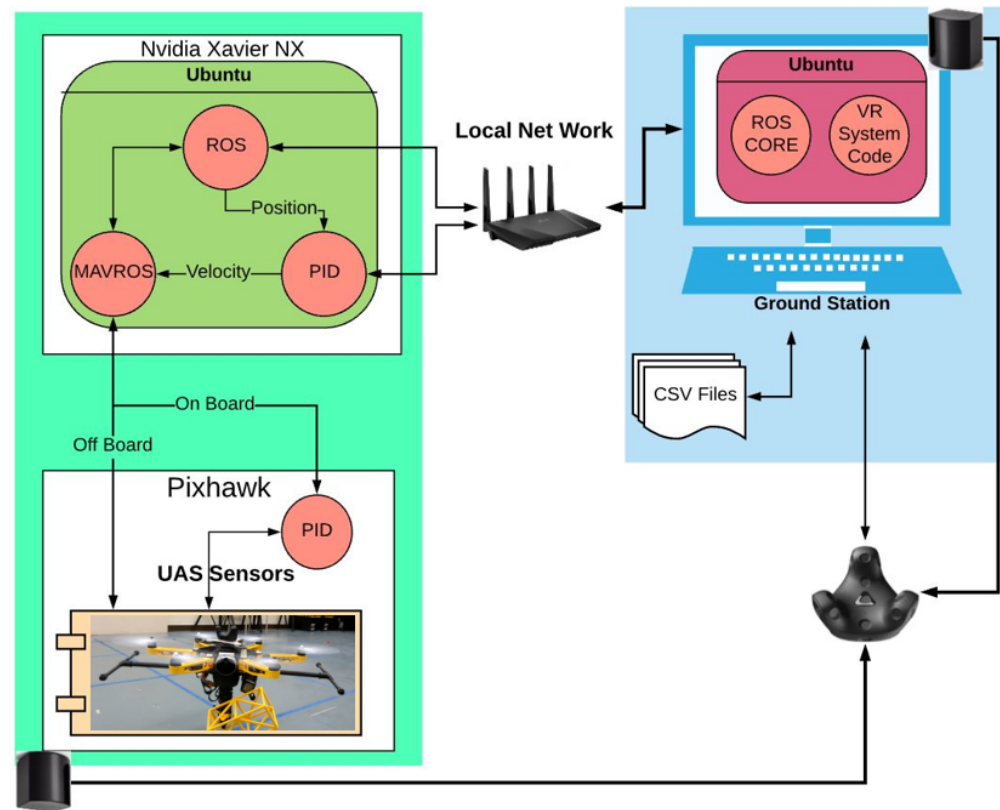 Nvidia Xavier NX
Ubuntu
ROS
Position
MAVROS
Velocity
PID
On Board
Off Board
Pixhawk
PID
UAS Sensors
Local Net Work
Ubuntu
ROS
CORE
VR
System
Code
Ground Station
CSV Files